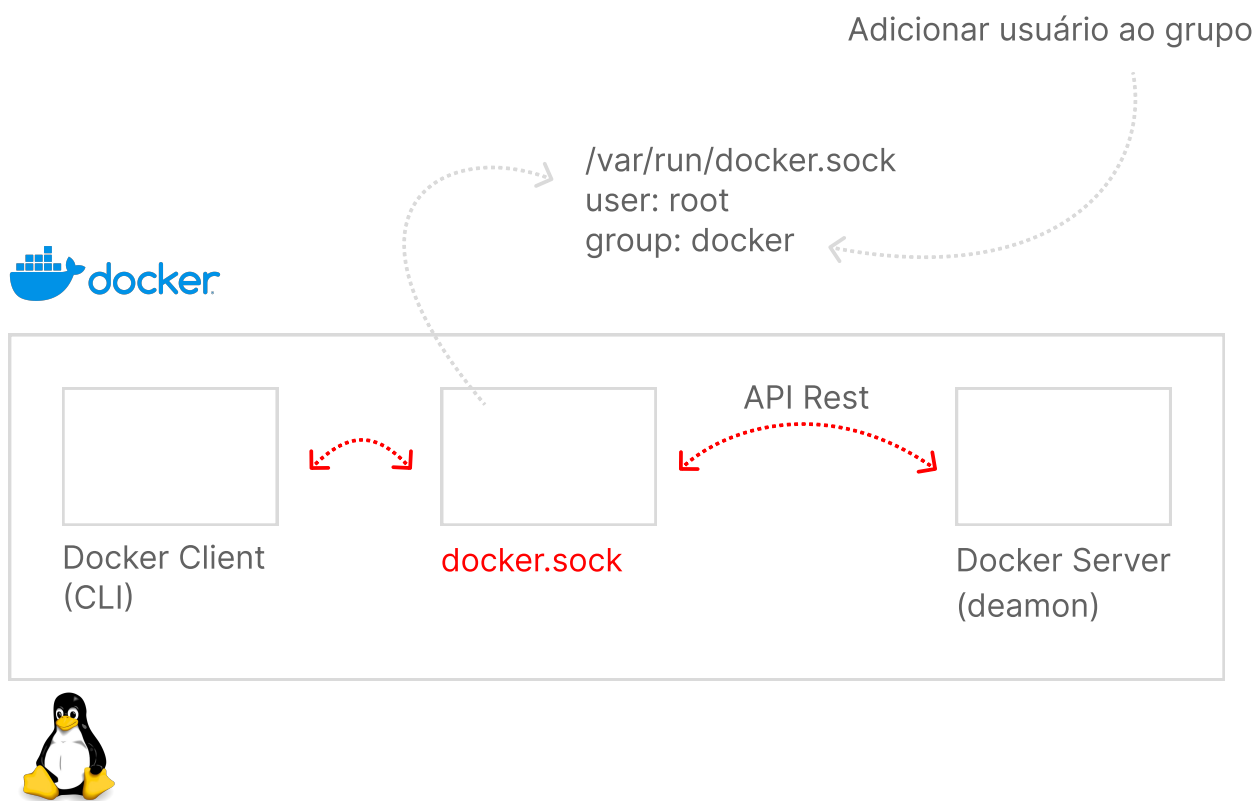 Adicionar usuário ao grupo
/var/run/docker.sock
user: root
group: docker
docker
API Rest
Docker Client
(CLI)
docker.sock
Docker Server
(deamon)